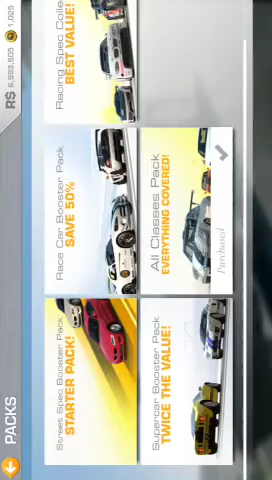 PACKS
R$ 6,993,505 1,025
Street Spec Booster Pack
STARTER PACK!
Race Car Booster Pack
SAVE 50%
Racing Spec Colle
BEST VALUE!
Supercar Booster Pack
TWICE THE VALUE!
All Classes Pack
EVERYTHING COVERED!
Purchased